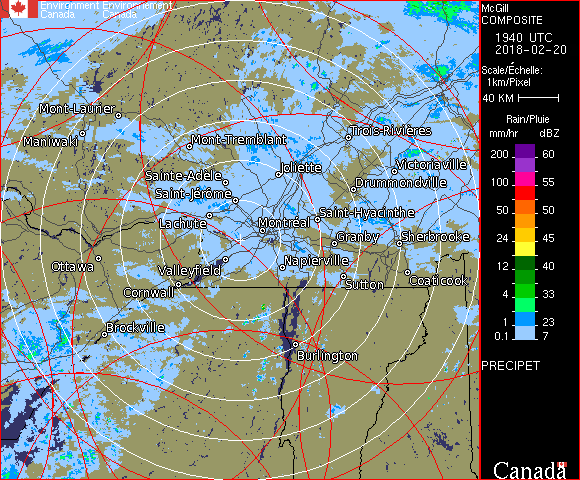 Environment Environnement
Canada Canada
Mont-Laurier
Maniwaki
Mont-Tremblant
Trois-Rivières
Joliette
Victoriaville
Sainte-Adèle
Drummondville
Saint-Jérôme
Saint-Hyacinthe
Lachute
Montréal
Granby
Sherbrooke
Ottawa
Valleyfield
Napierville
Coaticook
Cornwall
Sutton
Brockville
Burlington
McGill
COMPOSITE
1940 UTC
2018-02-20
Scale/Échelle:
1km/Pixel
40 KM
Rain/Pluie
mm/hr dBZ
200 60
100 55
50 50
24 45
12 40
4 33
1 23
0.1 7
PRECIPET
Canada